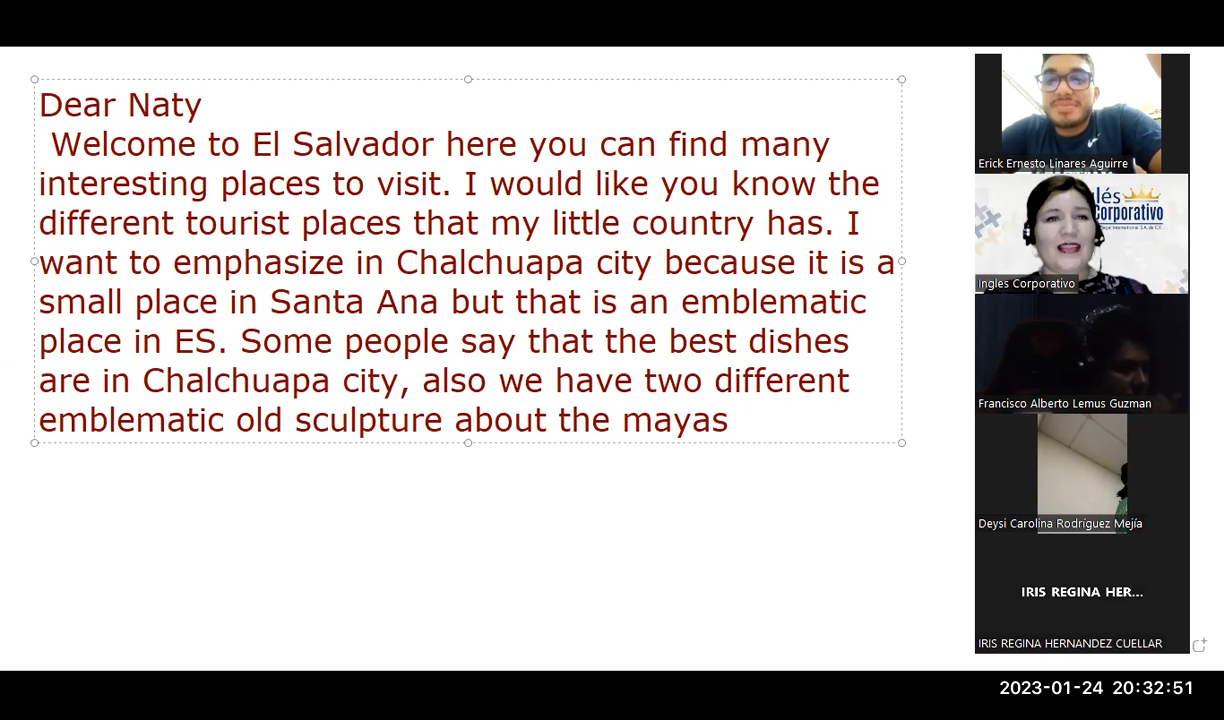 Dear Naty
Welcome to El Salvador here you can find many
interesting places to visit. I would like you know the
different tourist places that my little country has. I
want to emphasize in Chalchuapa city because it is a
small place in Santa Ana but that is an emblematic
place in ES. Some people say that the best dishes
are in Chalchuapa city, also we have two different
emblematic old sculpture about the mayas
Erick Ernesto Linares Aguirre
glés
Corporativo
Ingles Corporativo
Francisco Alberto Lemus Guzman
Deysi Carolina Rodríguez Mejía
IRIS REGINA HER...
IRIS REGINA HERNANDEZ CUELLAR
2023-01-24 20:32:51